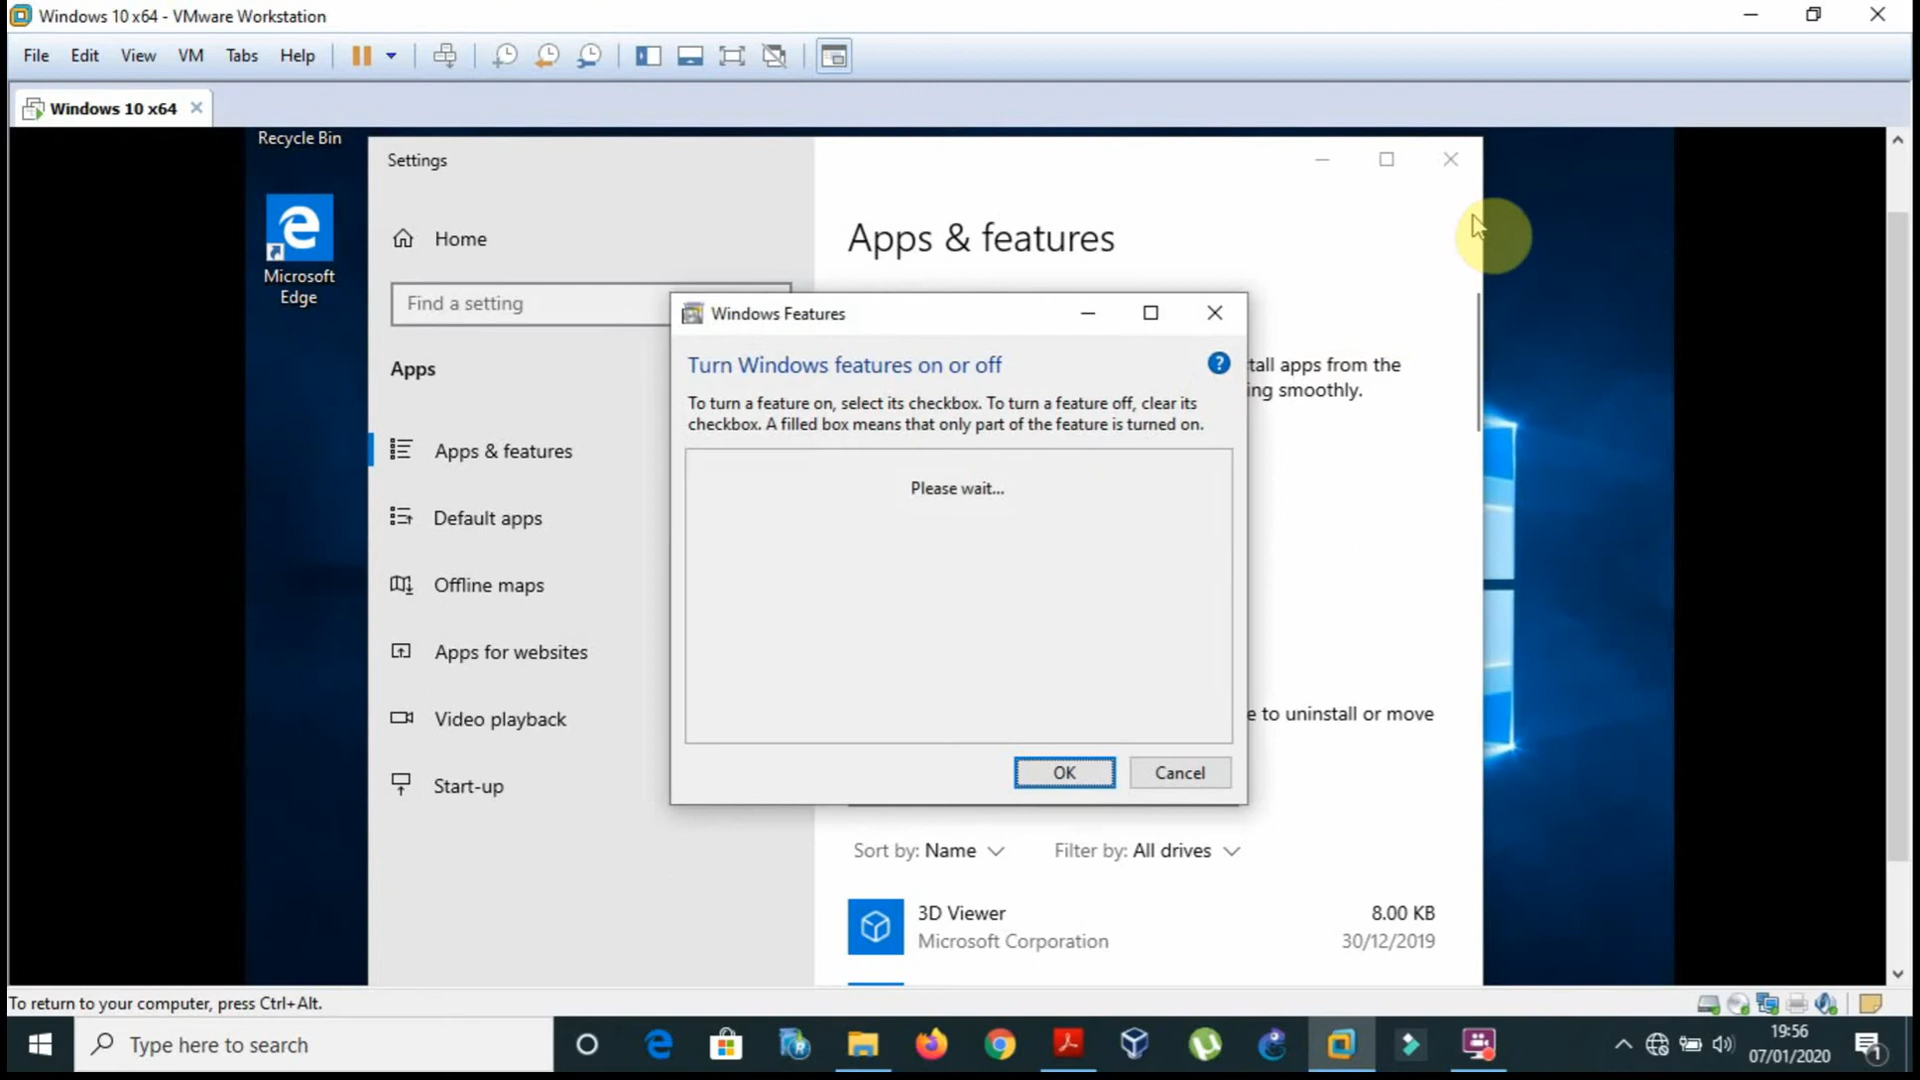 Windows 10 x64 - VMware Workstation
File Edit View VM Tabs Help
Windows 10 x64
Recycle Bin
Microsoft
Edge
Settings
Home
Find a setting
Apps
Apps & features
Default apps
Offline maps
Apps for websites
Video playback
Start-up
Apps & features
tall apps from the
ing smoothly.
e to uninstall or move
Windows Features
Turn Windows features on or off
To turn a feature on, select its checkbox. To turn a feature off, clear its
checkbox. A filled box means that only part of the feature is turned on.
Please wait...
OK Cancel
Sort by: Name Filter by: All drives
3D Viewer 8.00 KB
Microsoft Corporation 30/12/2019
To return to your computer, press Ctrl+Alt.
Type here to search
19:56
07/01/2020
1